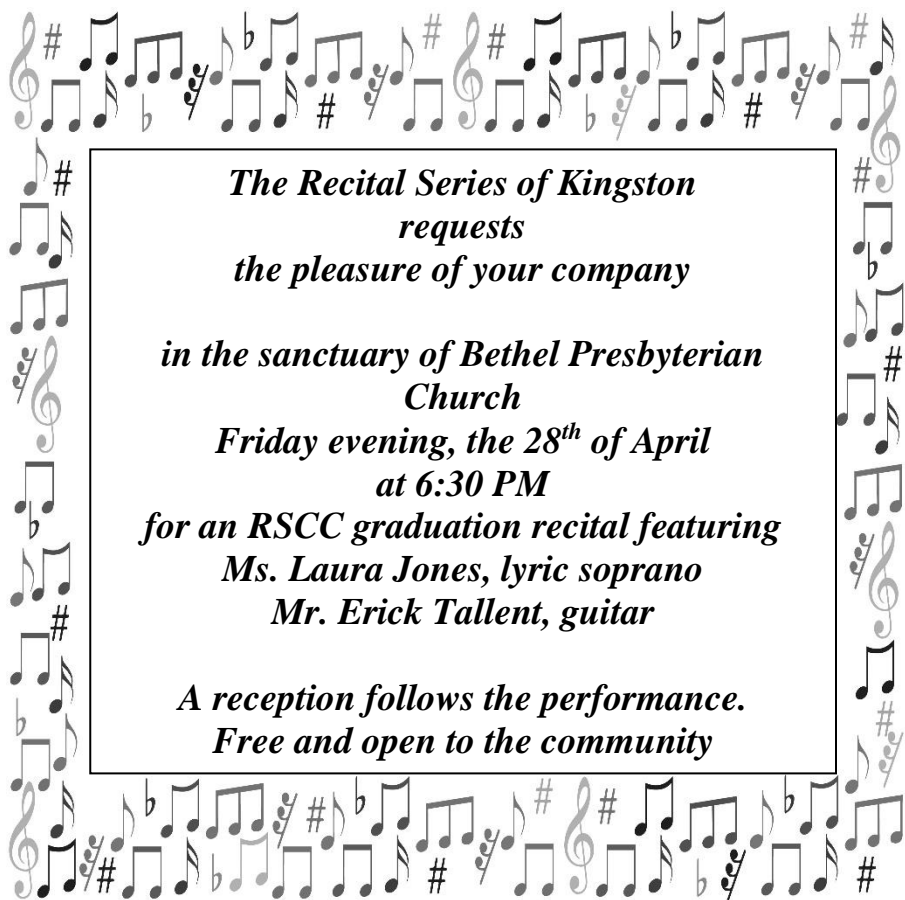 The Recital Series of Kingston
requests
the pleasure of your company
in the sanctuary of Bethel Presbyterian
Church
Friday evening, the 28th of April
at 6:30 PM
for an RSCC graduation recital featuring
Ms. Laura Jones, lyric soprano
Mr. Erick Tallent, guitar
A reception follows the performance.
Free and open to the community